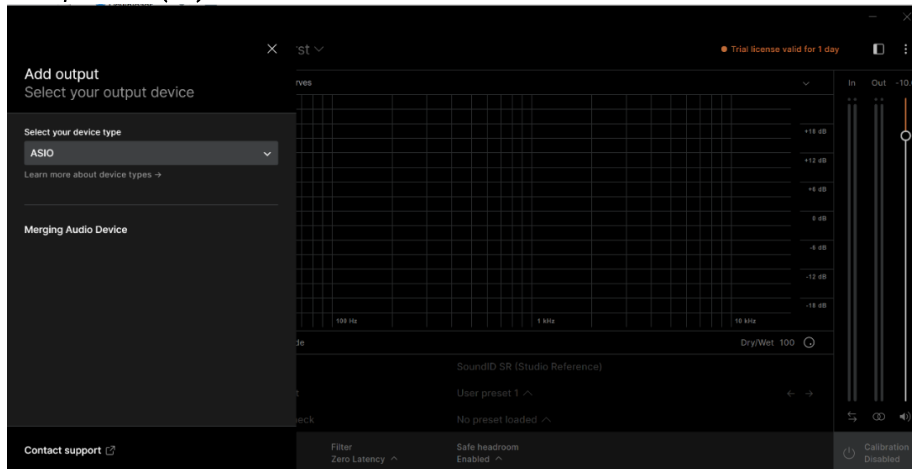 Trial license valid for 1 day
Add output
Select your output device
In Out -10.
Select your device type
ASIO
Learn more about device types →
Merging Audio Device
+18 dB
+12 dB
+6 dB
0 dB
-6 dB
-12 dB
-18 dB
100 Hz 1 kHz 10 kHz
Dry/Wet 100
SoundID SR (Studio Reference)
User preset 1
No preset loaded
Contact support
Filter
Zero Latency
Safe headroom
Enabled
Calibration
Disabled